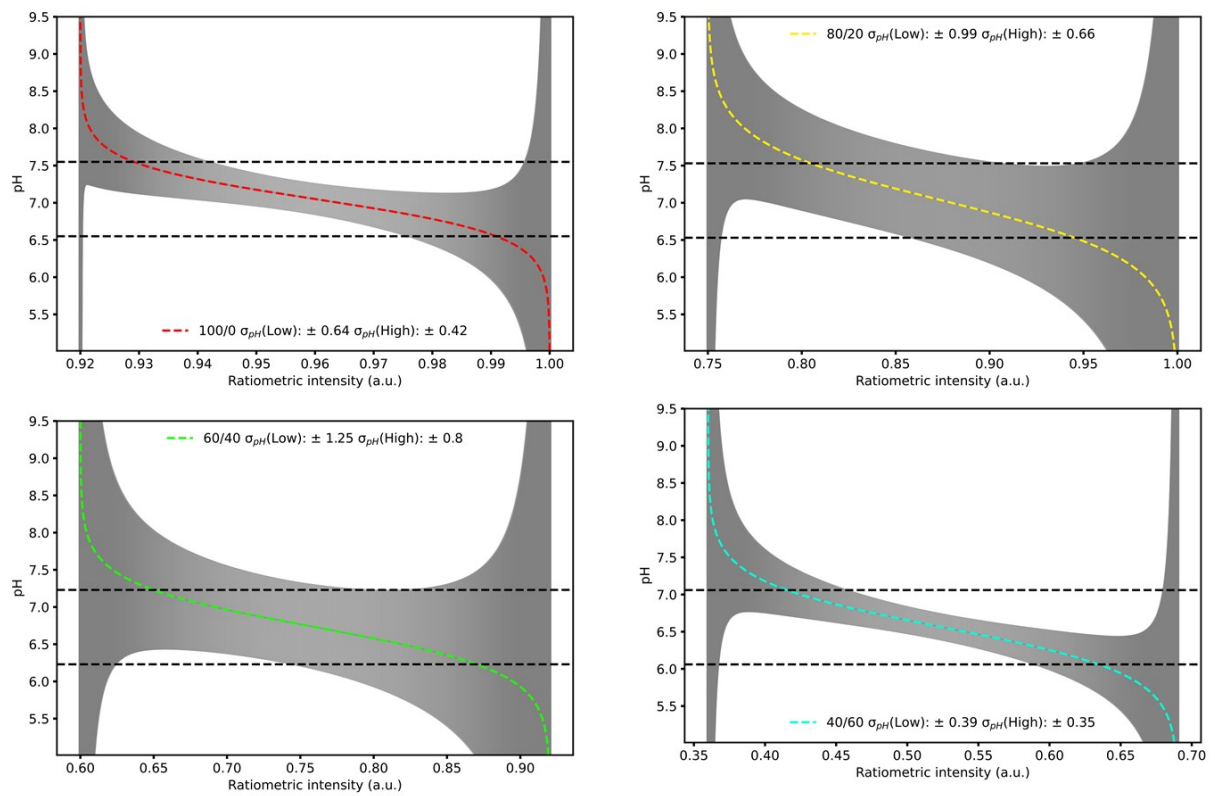 9.5
9.0
8.5
8.0
7.5
7.0
6.5
6.0
5.5
pH
100/0 σpH(Low): ± 0.64 σpH(High): ± 0.42
0.92 0.93 0.94 0.95 0.96 0.97 0.98 0.99 1.00
Ratiometric intensity (a.u.)
9.5
9.0
8.5
8.0
7.5
7.0
6.5
6.0
5.5
pH
80/20 σpH(Low): ± 0.99 σpH(High): ± 0.66
0.75 0.80 0.85 0.90 0.95 1.00
Ratiometric intensity (a.u.)
9.5
9.0
8.5
8.0
7.5
7.0
6.5
6.0
5.5
pH
60/40 σpH(Low): ± 1.25 σpH(High): ± 0.8
0.60 0.65 0.70 0.75 0.80 0.85 0.90
Ratiometric intensity (a.u.)
9.5
9.0
8.5
8.0
7.5
7.0
6.5
6.0
5.5
pH
40/60 σpH(Low): ± 0.39 σpH(High): ± 0.35
0.35 0.40 0.45 0.50 0.55 0.60 0.65 0.70
Ratiometric intensity (a.u.)